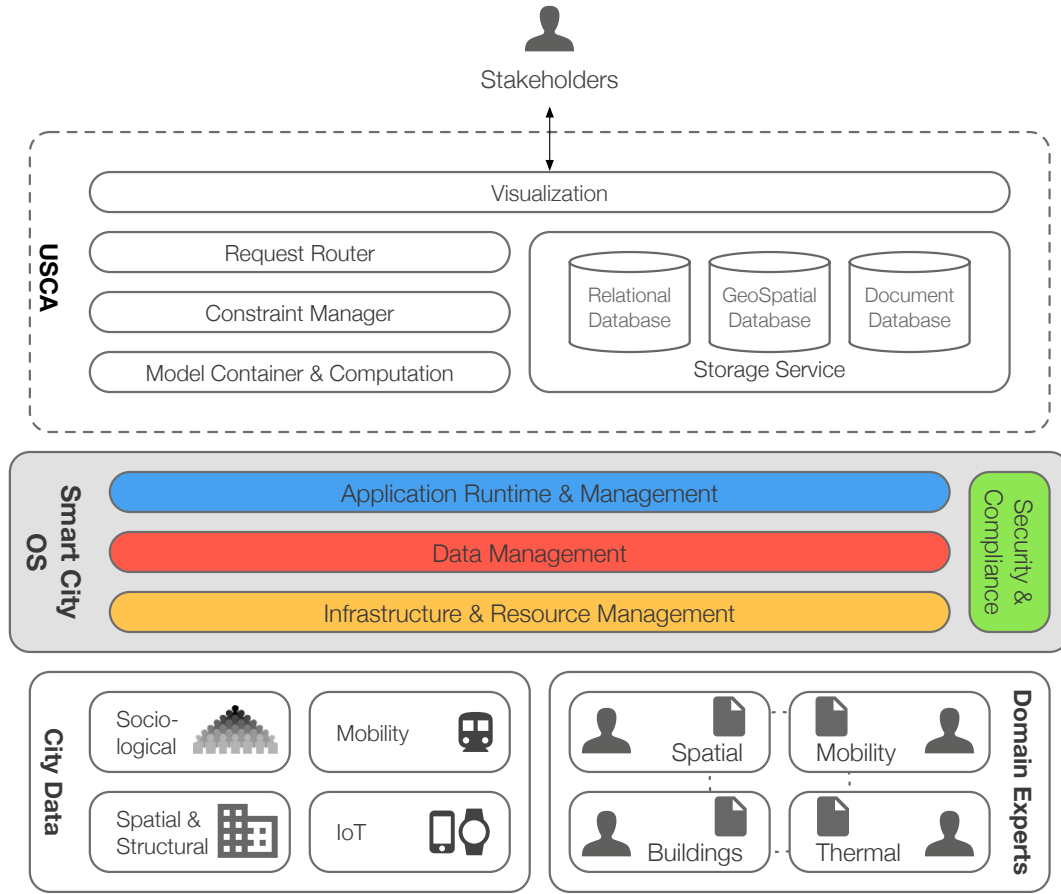 Stakeholders
USCA
Visualization
Request Router
Constraint Manager
Model Container & Computation
Relational
Database
GeoSpatial
Database
Document
Database
Storage Service
Smart City
OS
Application Runtime & Management
Data Management
Infrastructure & Resource Management
Security &
Compliance
City Data
Socio-
logical
Mobility
Spatial &
Structural
IoT
Domain Experts
Spatial
Mobility
Buildings
Thermal